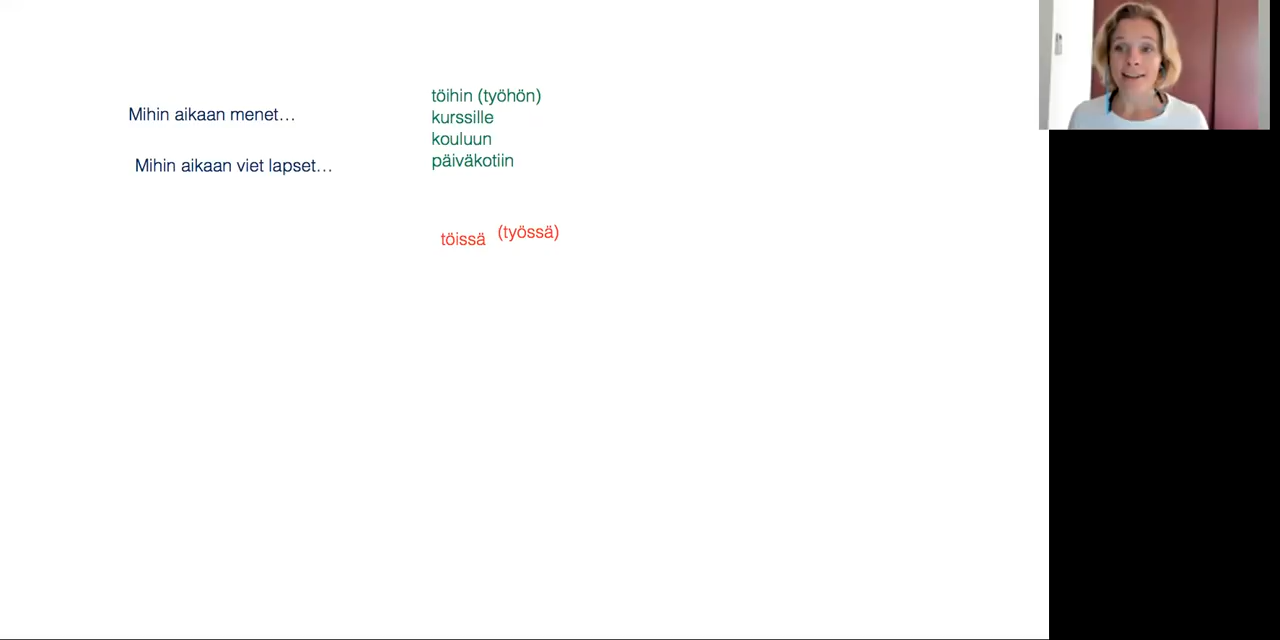 Mihin aikaan menet…
Mihin aikaan viet lapset…
töihin (työhön)
kurssille
kouluun
päiväkotiin
töissä (työssä)